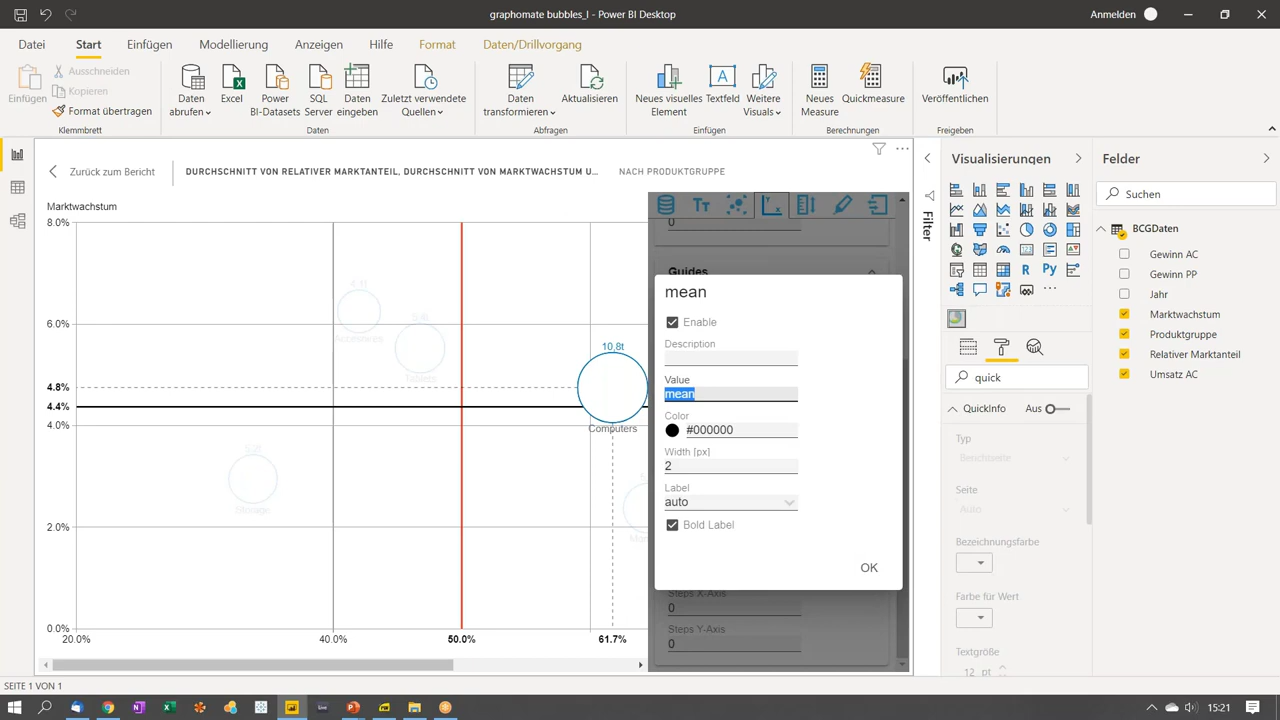 graphomate bubbles_I - Power BI Desktop
Anmelden
Datei
Start
Einfügen
Modellierung
Anzeigen
Hilfe
Format
Daten/Drillvorgang
Einfügen
Ausschneiden
Kopieren
Format übertragen
Klemmbrett
Daten
abrufen
Excel
Power
BI-Datasets
SQL
Server
Daten
eingeben
Zuletzt verwendete
Quellen
Daten
Daten
transformieren
Aktualisieren
Abfragen
Neues visuelles
Element
Textfeld
Weitere
Visuals
Einfügen
Neues
Measure
Quickmeasure
Berechnungen
Veröffentlichen
Freigeben
Zurück zum Bericht
DURCHSCHNITT VON RELATIVER MARKTANTEIL, DURCHSCHNITT VON MARKTWACHSTUM U...
NACH PRODUKTGRUPPE
Marktwachstum
8.0%
6.0%
4.8%
4.4%
4.0%
2.0%
0.0%
20.0%
40.0%
50.0%
61.7%
Accessories
Tablets
10,8t
Computers
Storage
0
Guides
mean
Enable
Description
Value
mean
Color
#000000
Width [px]
2
Label
auto
Bold Label
OK
Steps X-Axis
0
Steps Y-Axis
0
Filter
Visualisierungen
R
Py
quick
QuickInfo
Aus
Typ
Berichtseite
Seite
Auto
Bezeichnungsfarbe
Farbe für Wert
Textgröße
12 pt
Felder
Suchen
BCGDaten
Gewinn AC
Gewinn PP
Jahr
Marktwachstum
Produktgruppe
Relativer Marktanteil
Umsatz AC
SEITE 1 VON 1
15:21